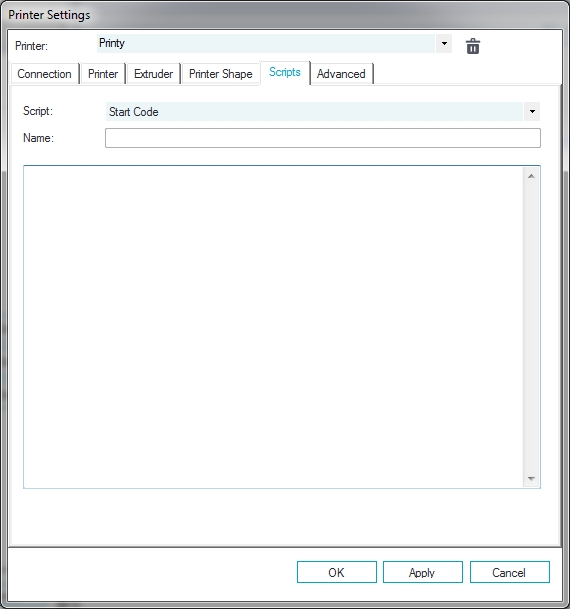 Printer Settings
Printer: Printy
Connection Printer Extruder Printer Shape Scripts Advanced
Script: Start Code
Name:
OK Apply Cancel